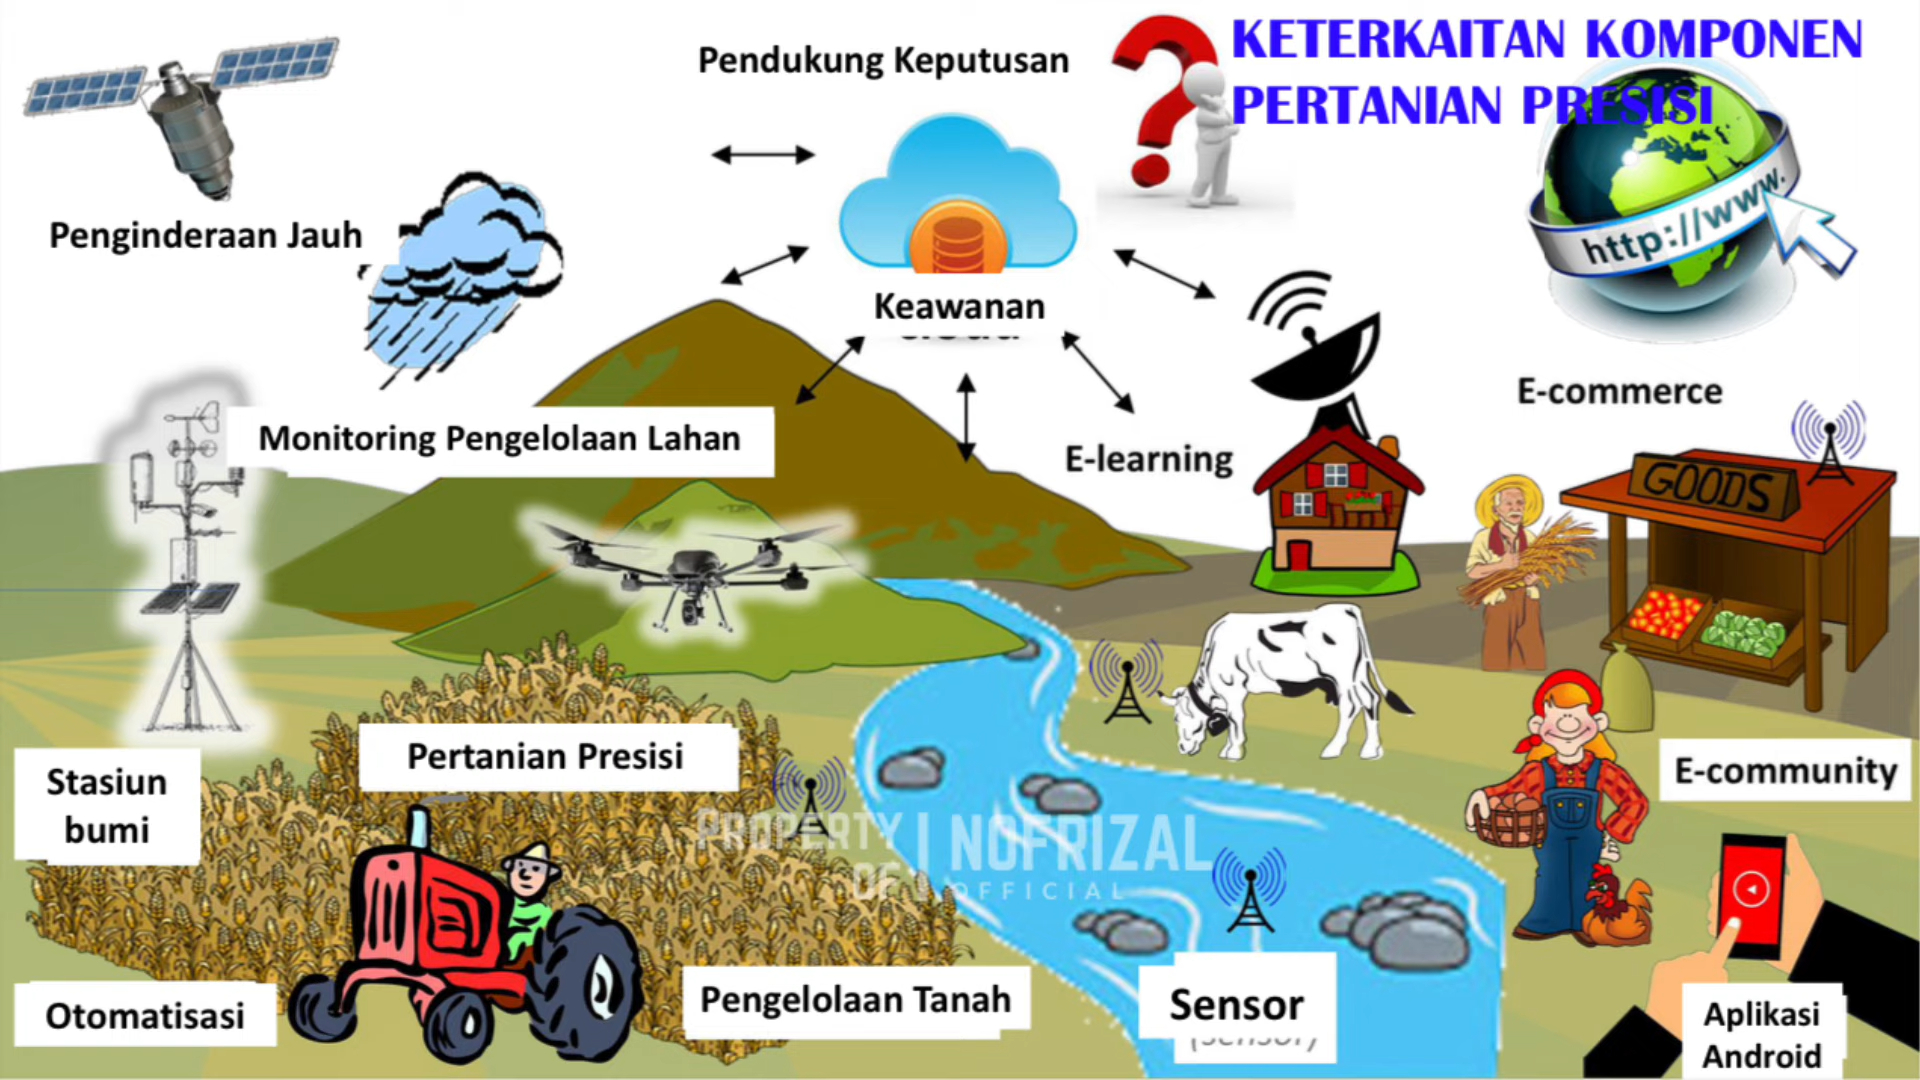 KETERKAITAN KOMPONEN
PERTANIAN PRESISI
Pendukung Keputusan
http://www.
Penginderaan Jauh
Keawanan
E-commerce
Monitoring Pengelolaan Lahan
E-learning
GOODS
Pertanian Presisi
Stasiun
bumi
E-community
PROPERTY
OF
NOFRIZAL
OFFICIAL
Pengelolaan Tanah
Sensor
(sensor)
Otomatisasi
Aplikasi
Android